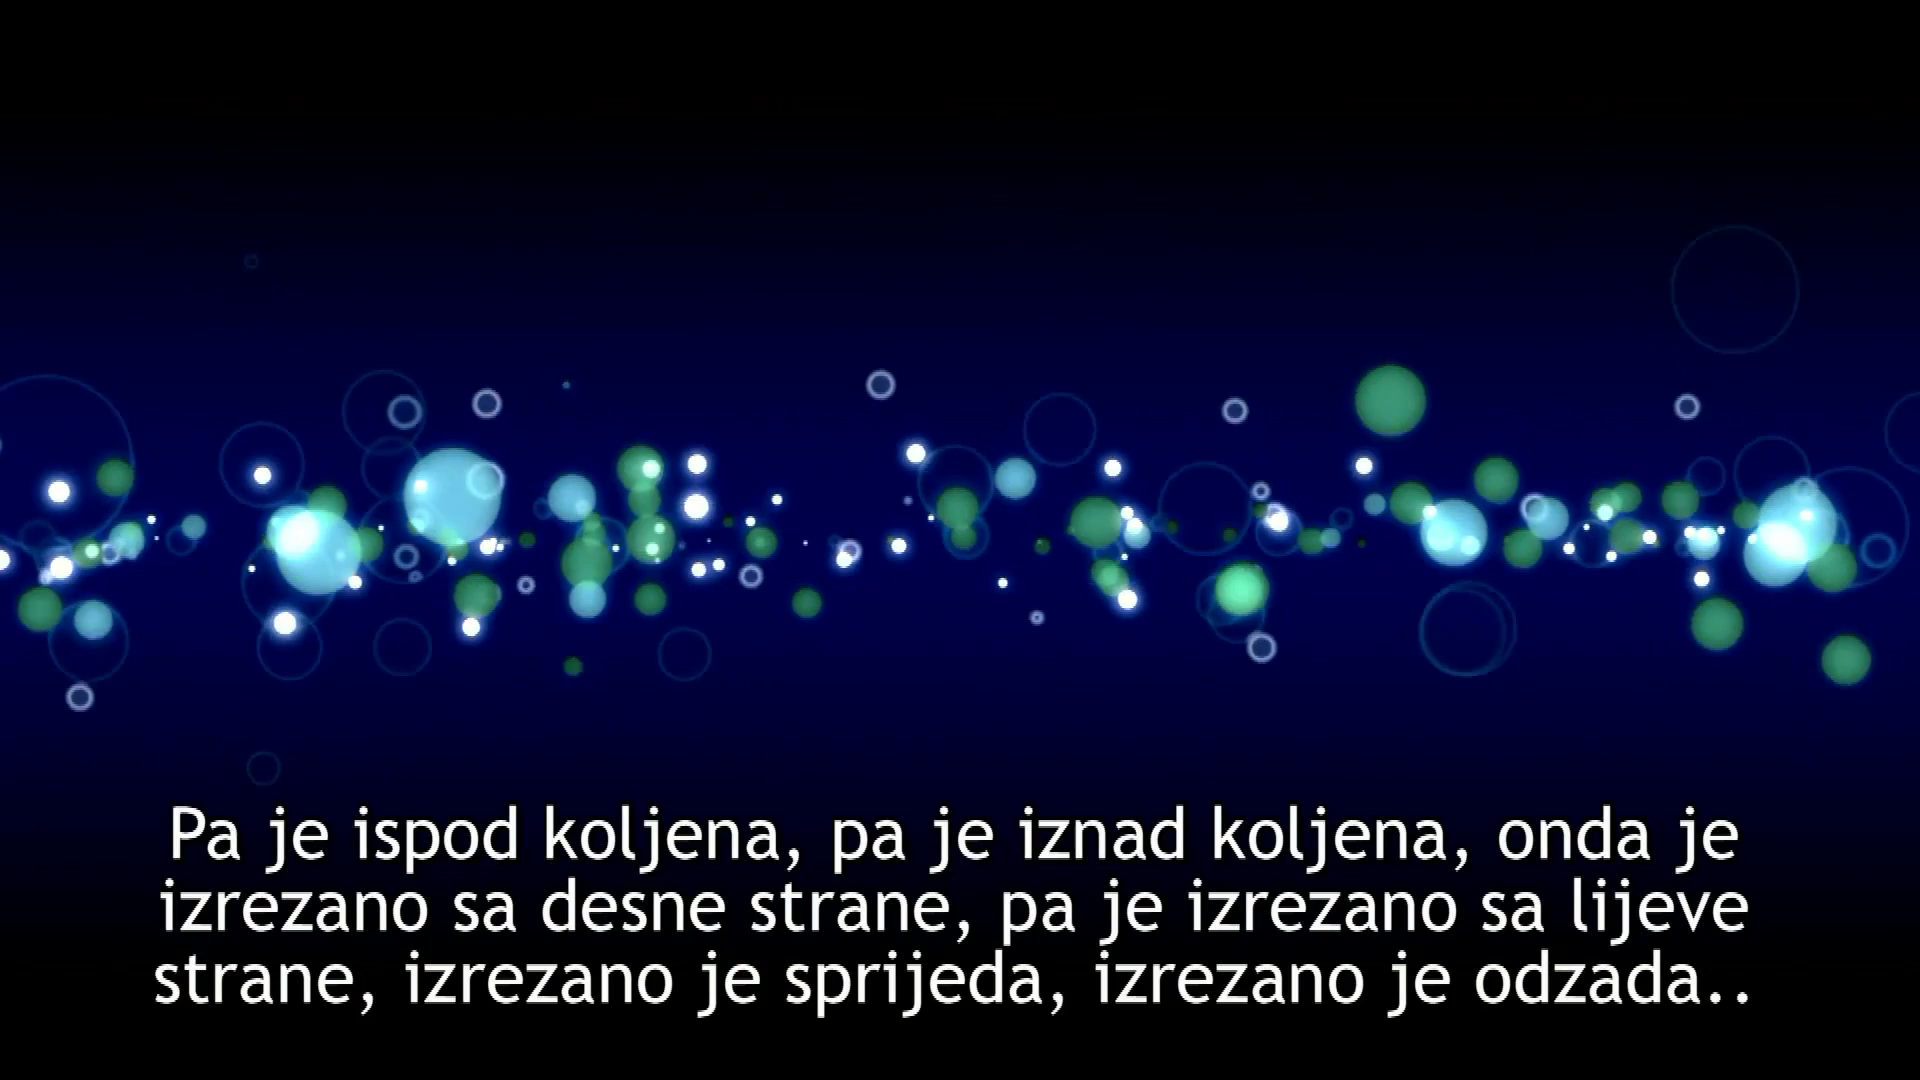 Pa je ispod koljena, pa je iznad koljena, onda je
izrezano sa desne strane, pa je izrezano sa lijeve
strane, izrezano je sprijeda, izrezano je odzada..